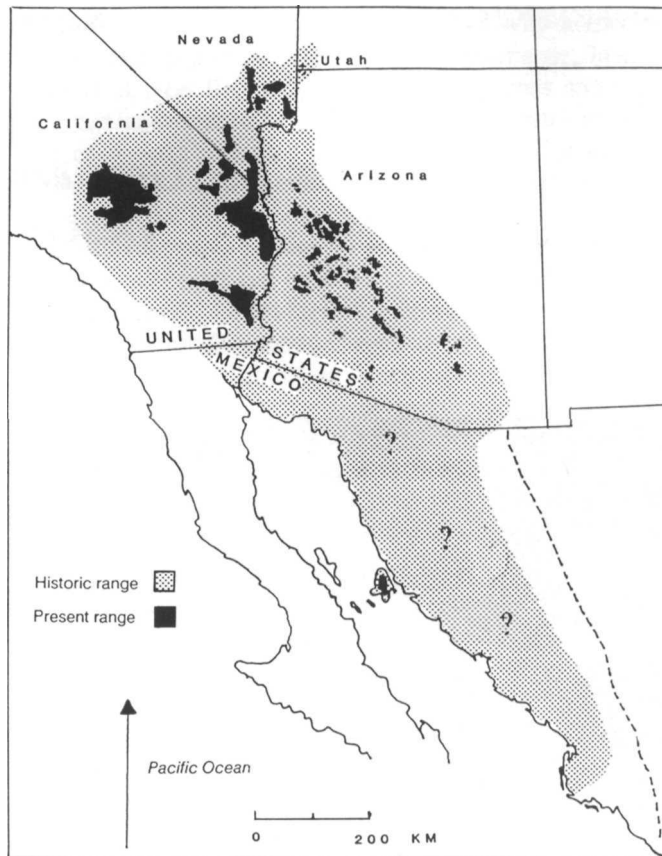 Nevada
Utah
California
Arizona
UNITED
STATES
MEXICO
?
?
?
Historic range
Present range
Pacific Ocean
0 200 KM